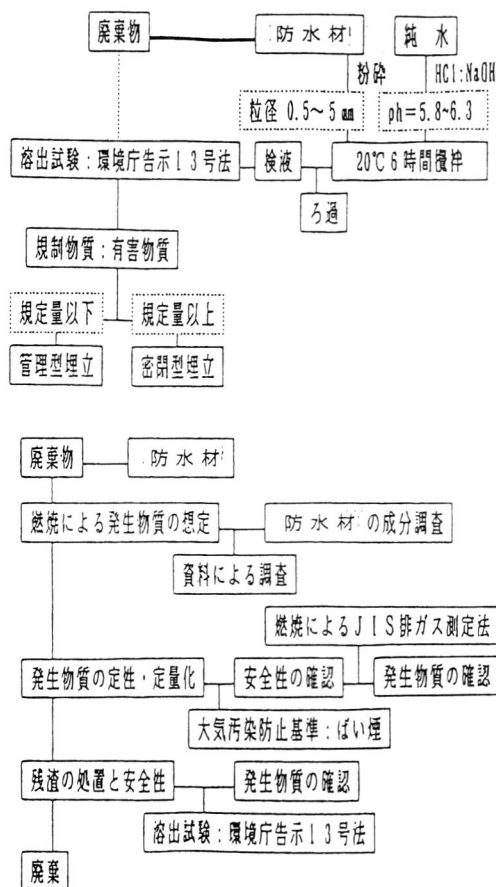 廃棄物 防水材 純水
粉砕 HCl:NaOH
粒径 0.5～5㎜ ph＝5.8~6.3
溶出試験：環境庁告示13号法 検液 20℃6時間攪拌
ろ過
規制物質：有害物質
規定量以下 規定量以上
管理型埋立 密閉型埋立
廃棄物 防水材
燃焼による発生物質の想定 防水材の成分調査
資料による調査
燃焼によるJIS排ガス測定法
発生物質の定性・定量化 安全性の確認 発生物質の確認
大気汚染防止基準：ばい煙
残渣の処置と安全性 発生物質の確認
溶出試験：環境庁告示13号法
廃棄